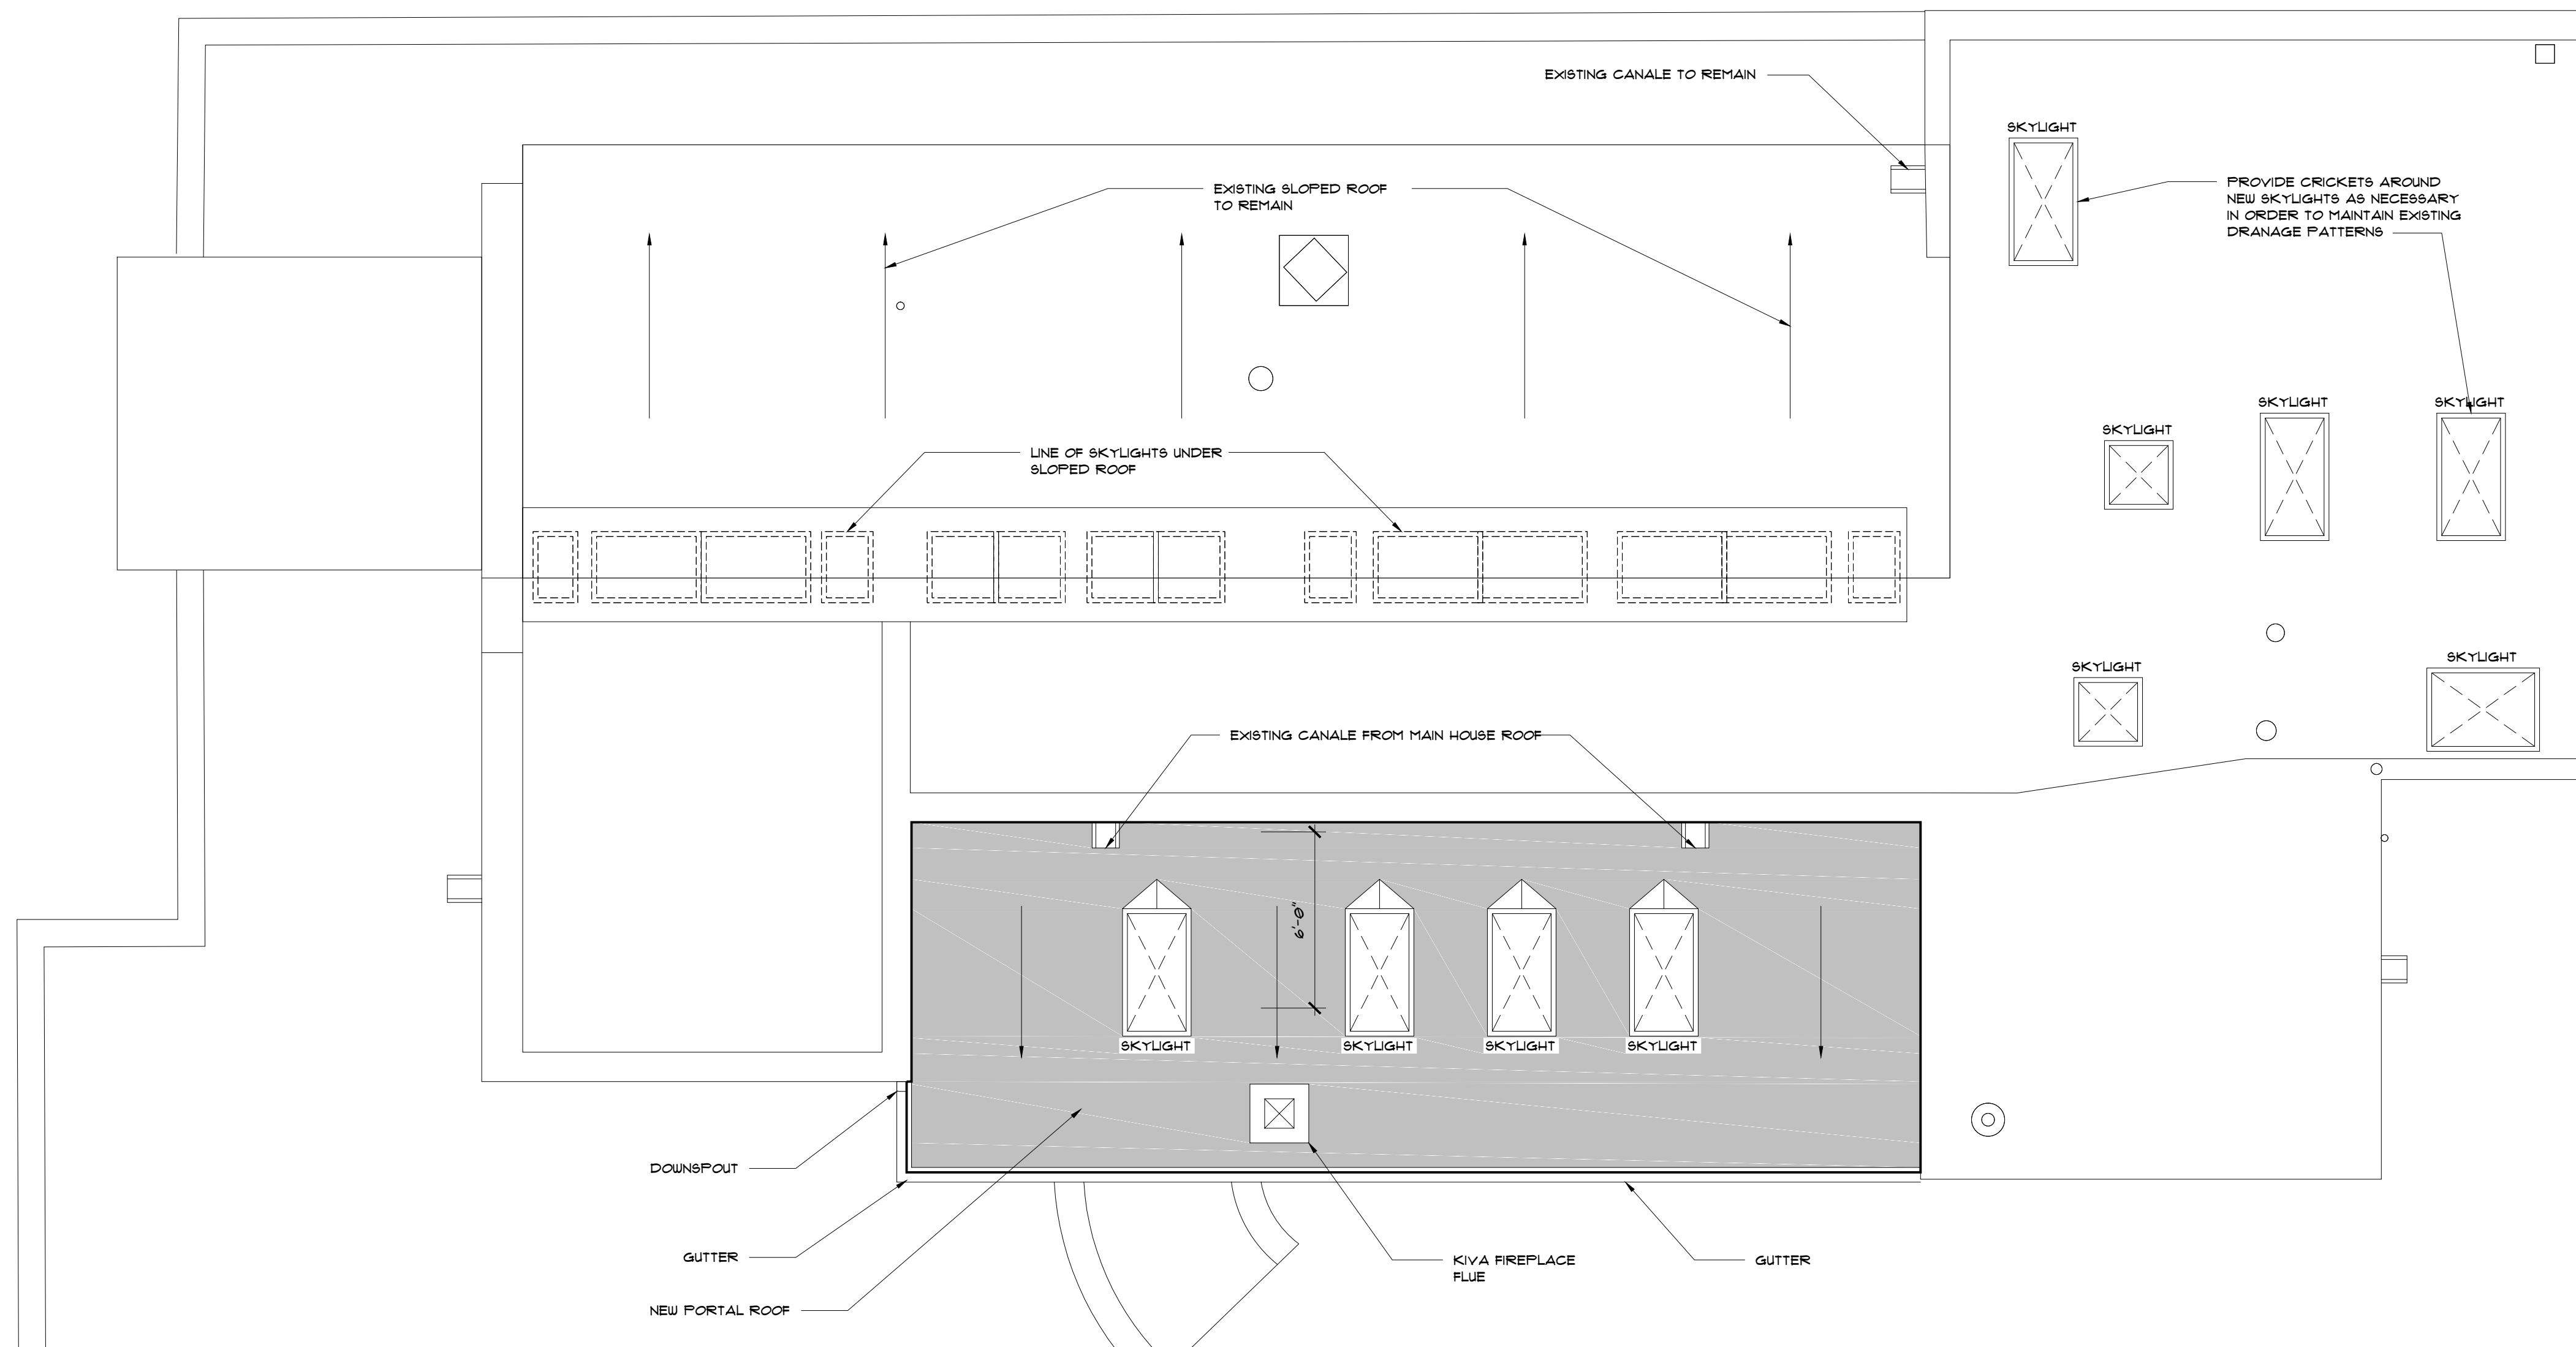 EXISTING CANALE TO REMAIN
SKYLIGHT
EXISTING SLOPED ROOF
TO REMAIN
PROVIDE CRICKETS AROUND
NEW SKYLIGHTS AS NECESSARY
IN ORDER TO MAINTAIN EXISTING
DRANAGE PATTERNS
SKYLIGHT
SKYLIGHT
SKYLIGHT
LINE OF SKYLIGHTS UNDER
SLOPED ROOF
SKYLIGHT
SKYLIGHT
EXISTING CANALE FROM MAIN HOUSE ROOF
6'-0"
SKYLIGHT
SKYLIGHT
SKYLIGHT
SKYLIGHT
DOWNSPOUT
GUTTER
KIVA FIREPLACE
FLUE
GUTTER
NEW PORTAL ROOF